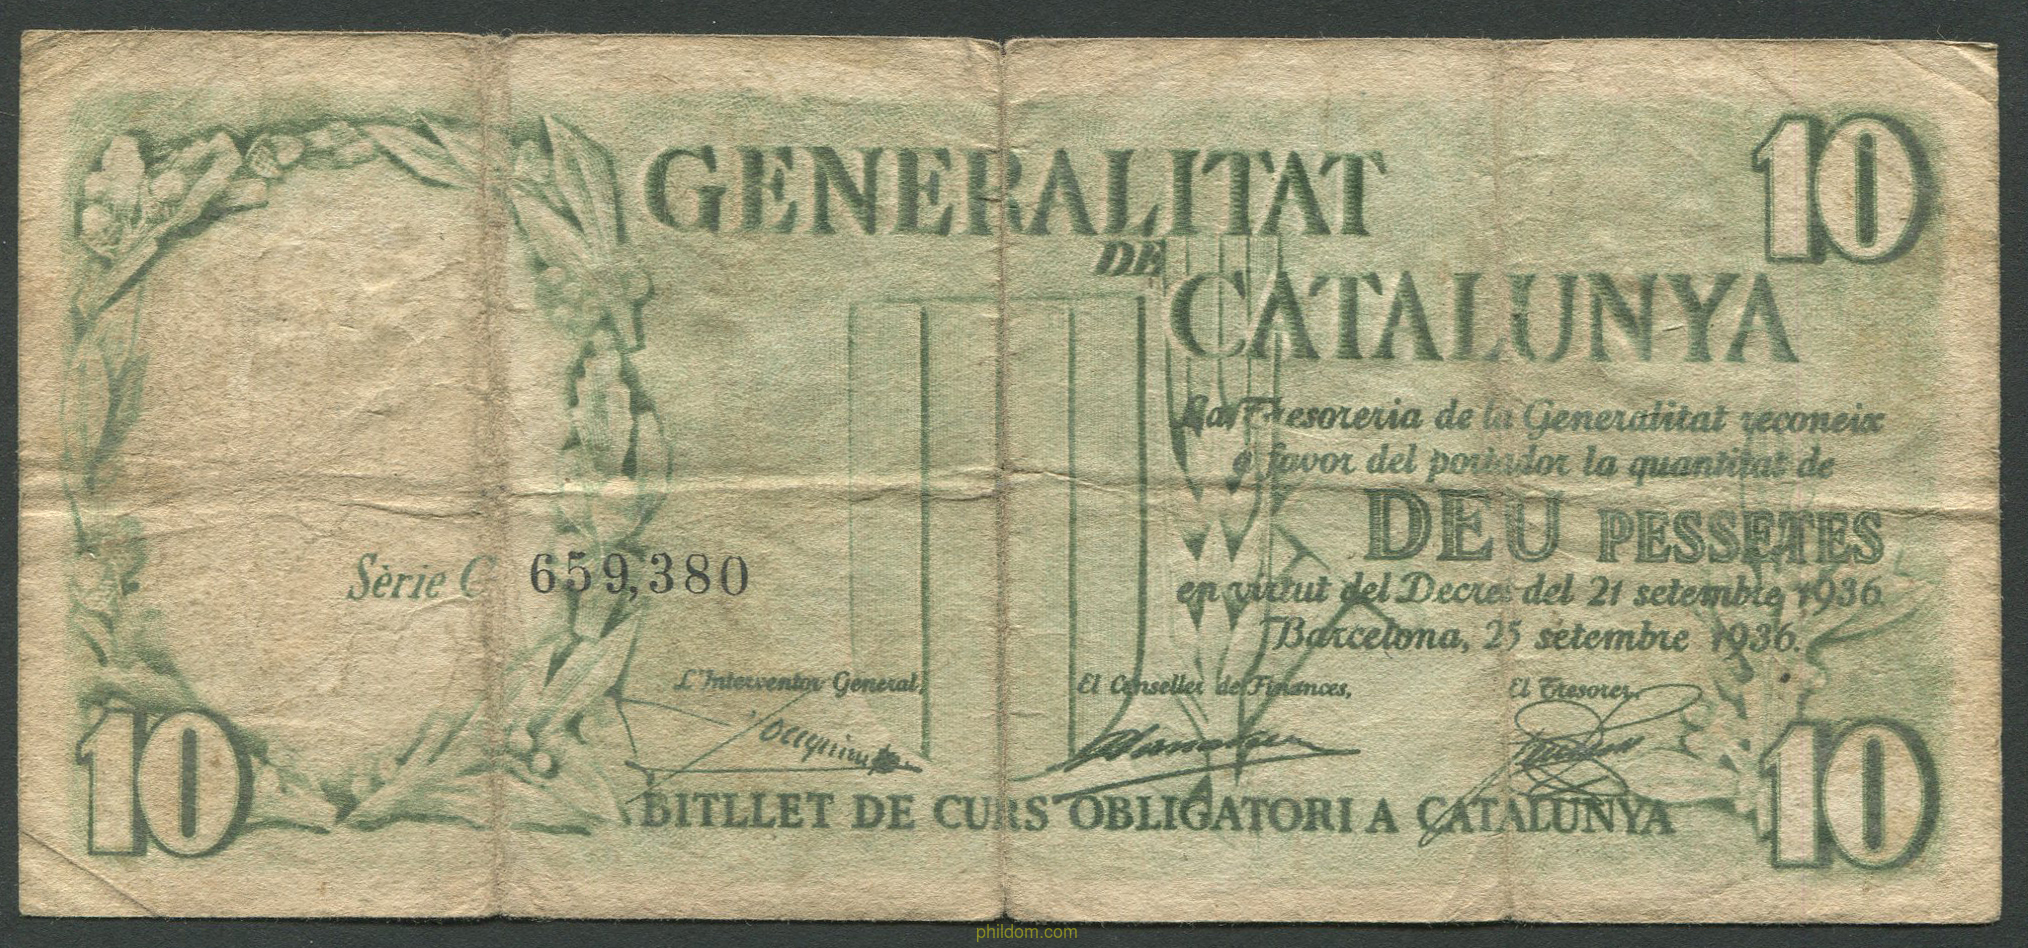 GENERALITAT
DE
CATALUNYA
10
La Tresoreria de la Generalitat reconeix
a favor del portador la quantitat de
DEU PESSETES
en virtut del Decret del 21 setembre 1936
Barcelona, 25 setembre 1936.
Sèrie C 659,380
L'Interventor General,
El Conseller de Finances,
El Tresorer,
10
BITLLET DE CURS OBLIGATORI A CATALUNYA
10
phildom.com